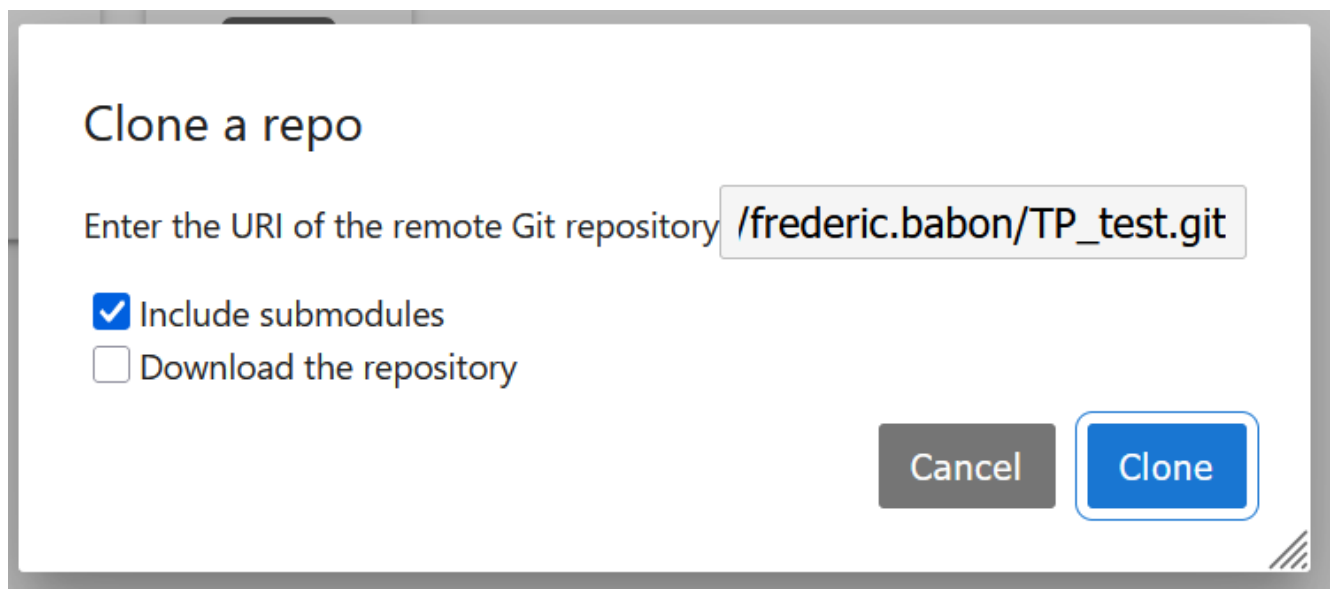 Clone a repo
Enter the URI of the remote Git repository /frederic.babon/TP_test.git
Include submodules
Download the repository
Cancel Clone